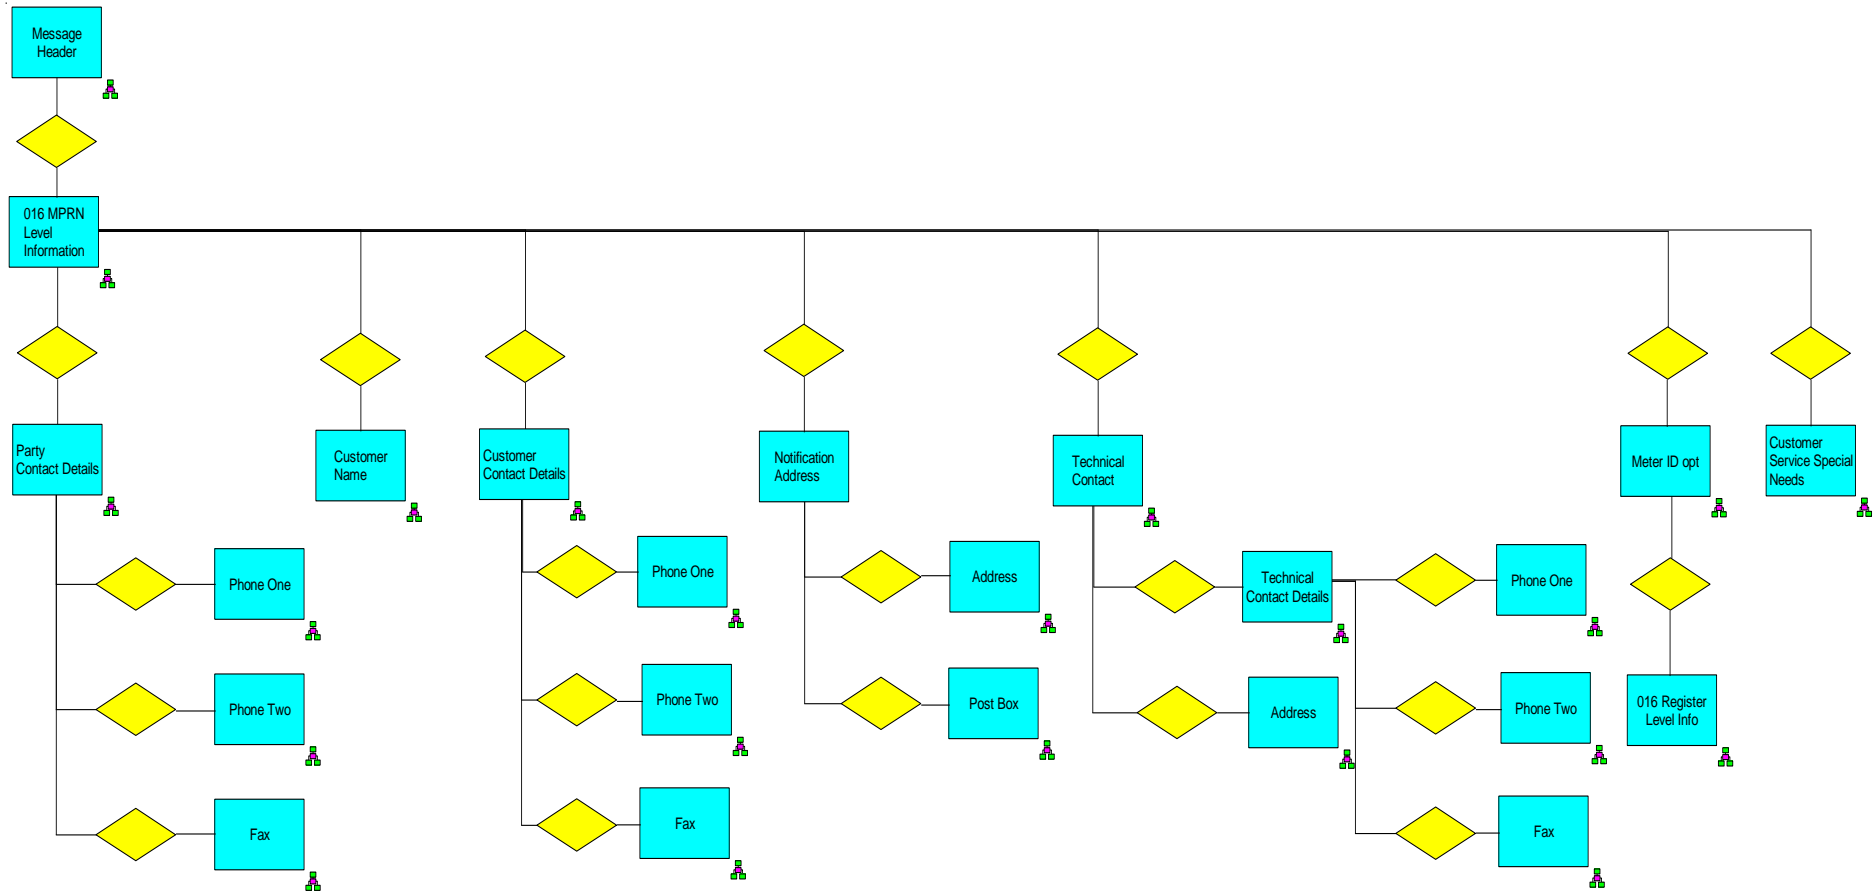 Message
Header
016 MPRN
Level
Information
Party
Contact Details
Customer
Name
Customer
Contact Details
Notification
Address
Technical
Contact
Meter ID opt
Customer
Service Special
Needs
Phone One
Phone One
Address
Technical
Contact Details
Phone One
Phone Two
Phone Two
Post Box
Address
Phone Two
016 Register
Level Info
Fax
Fax
Fax